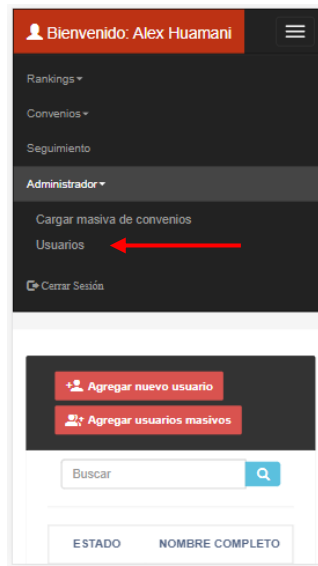 Bienvenido: Alex Huamani
Rankings
Convenios
Seguimiento
Administrador
Cargar masiva de convenios
Usuarios
Cerrar Sesión
Agregar nuevo usuario
Agregar usuarios masivos
Buscar
ESTADO NOMBRE COMPLETO